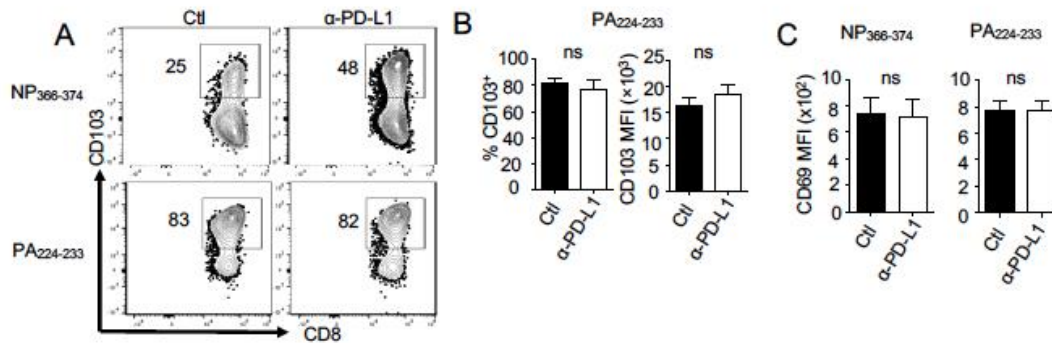 A
Ctl
α-PD-L1
NP366-374
25
48
PA224-233
83
82
CD103
CD8
B
PA224-233
ns
% CD103+
100
80
60
40
20
0
Ctl
α-PD-L1
ns
CD103 MFI (×10³)
25
20
15
10
5
0
Ctl
α-PD-L1
C
NP366-374
ns
CD69 MFI (x10²)
10
8
6
4
2
0
Ctl
α-PD-L1
PA224-233
ns
10
8
6
4
2
0
Ctl
α-PD-L1